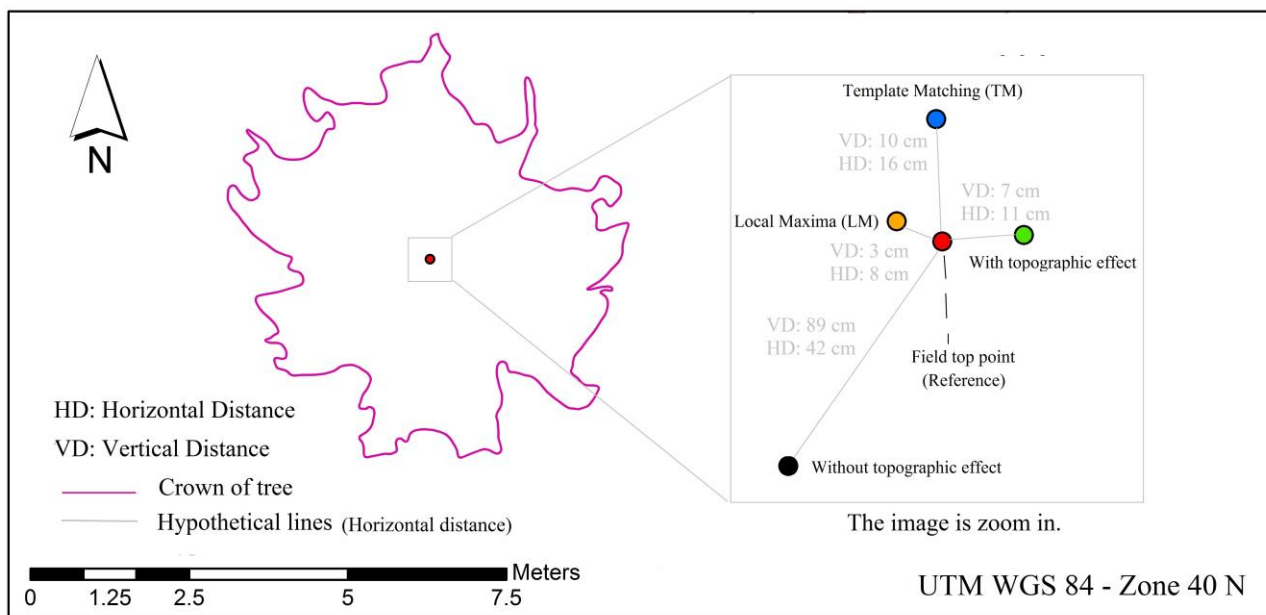 N
HD: Horizontal Distance
VD: Vertical Distance
Crown of tree
Hypothetical lines (Horizontal distance)
Meters
0 1.25 2.5 5 7.5
Template Matching (TM)
VD: 10 cm
HD: 16 cm
VD: 7 cm
HD: 11 cm
Local Maxima (LM)
VD: 3 cm
HD: 8 cm
With topographic effect
VD: 89 cm
HD: 42 cm
Field top point
(Reference)
Without topographic effect
The image is zoom in.
UTM WGS 84 - Zone 40 N